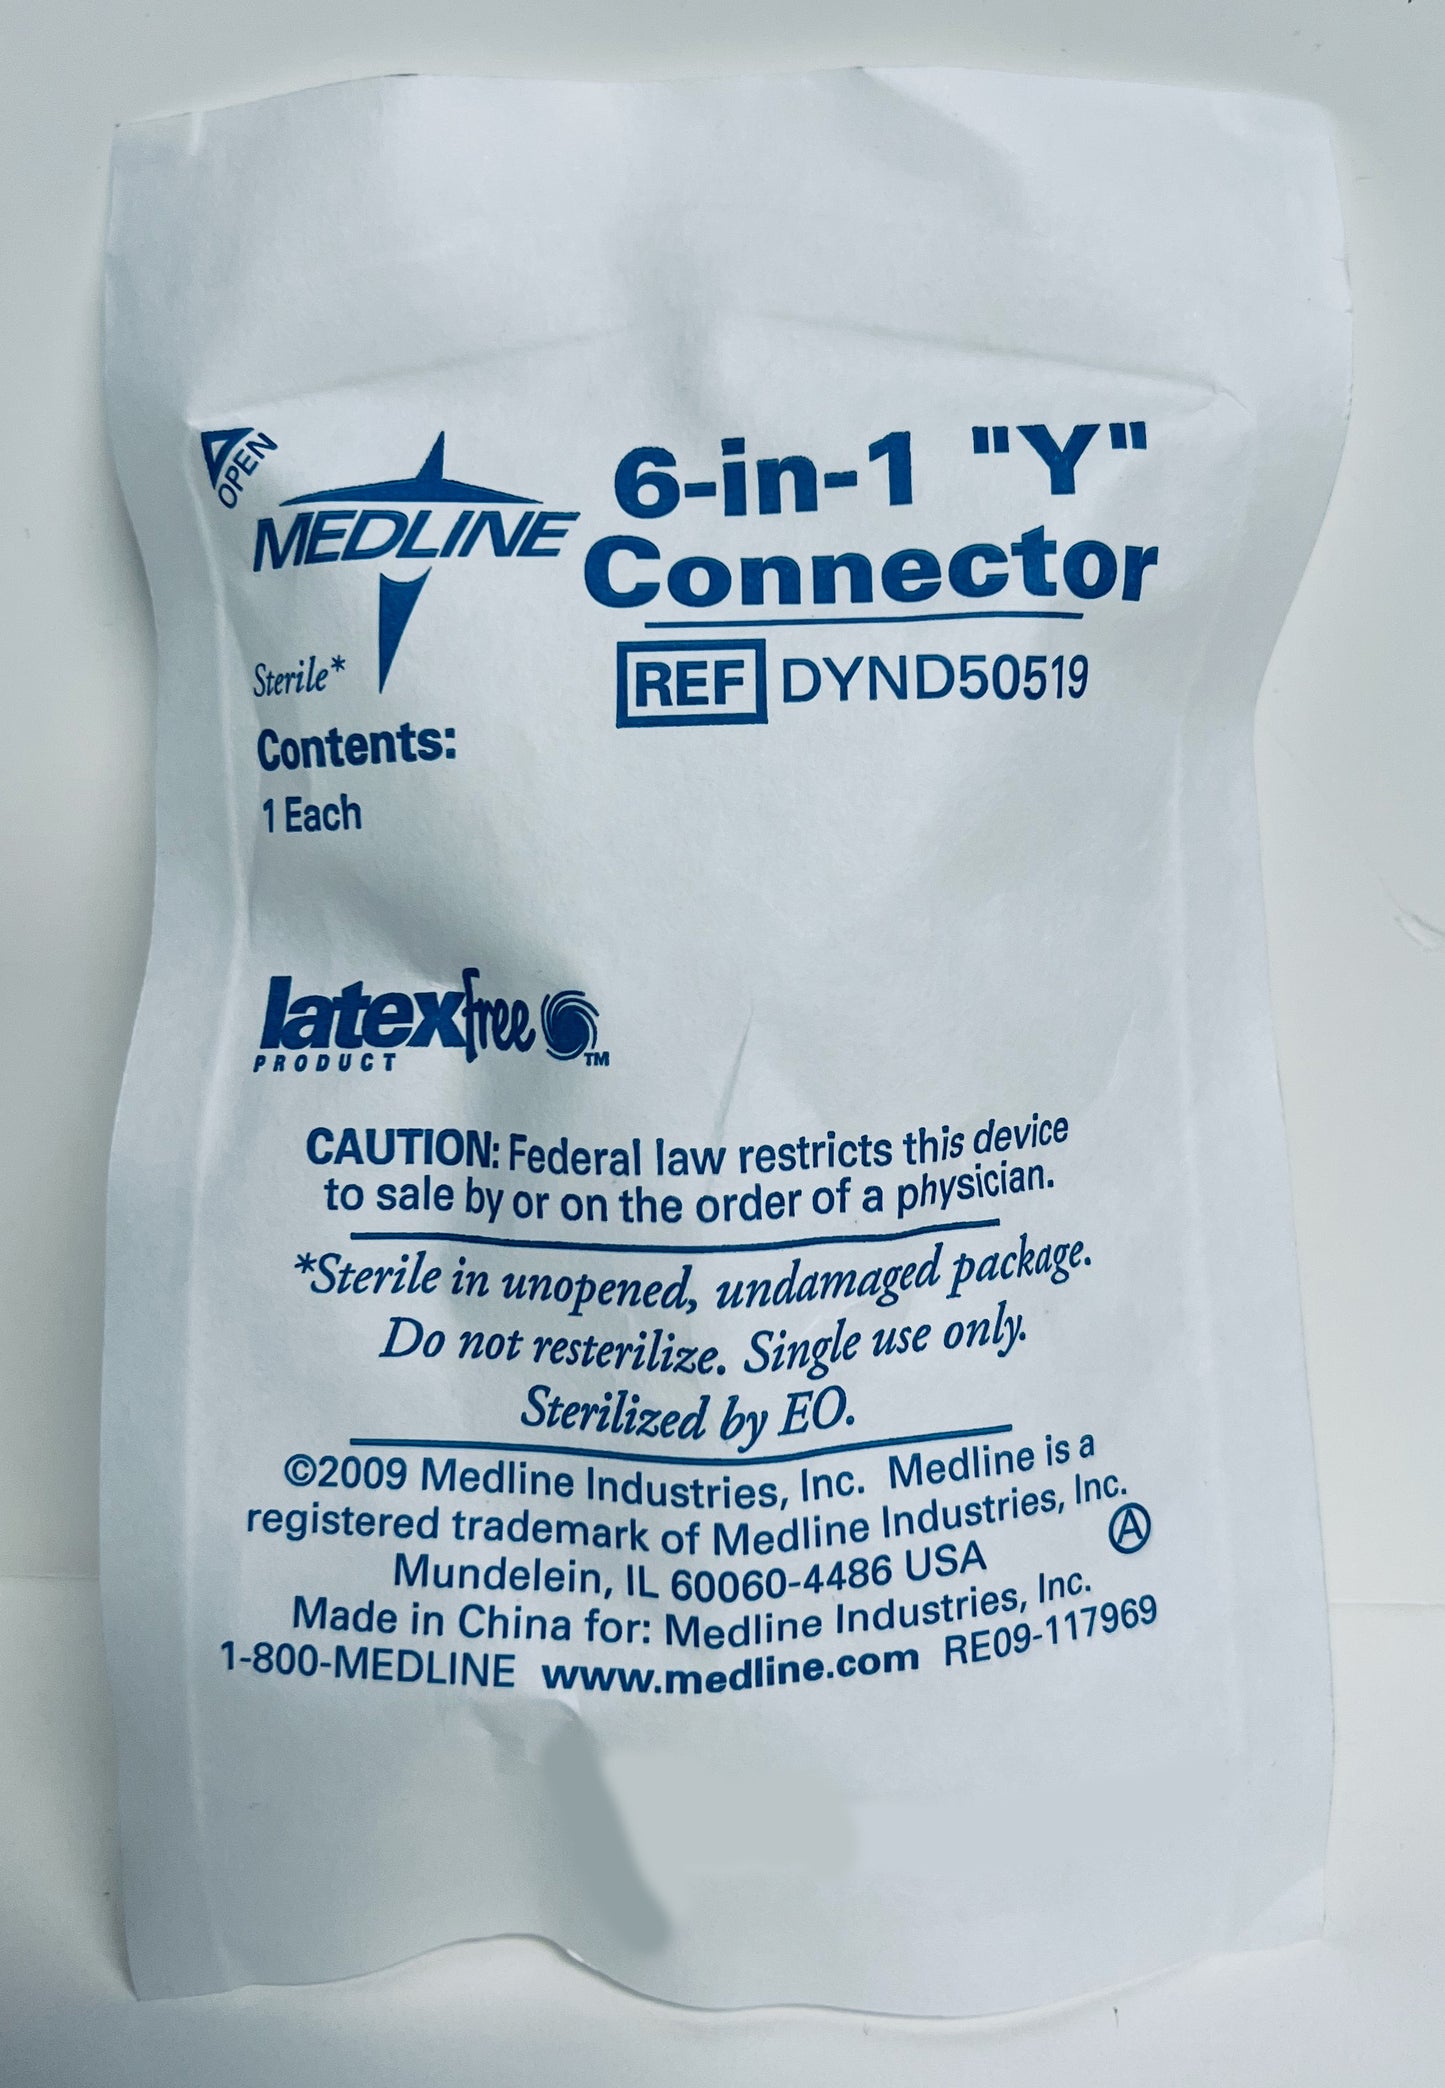 OPEN
MEDLINE
6-in-1 "Y"
Connector
REF DYND50519
Sterile*
Contents:
1 Each
latexfree
PRODUCT ™
CAUTION: Federal law restricts this device
to sale by or on the order of a physician.
*Sterile in unopened, undamaged package.
Do not resterilize. Single use only.
Sterilized by EO.
©2009 Medline Industries, Inc. Medline is a
registered trademark of Medline Industries, Inc.
Mundelein, IL 60060-4486 USA Ⓐ
Made in China for: Medline Industries, Inc.
1-800-MEDLINE www.medline.com RE09-117969